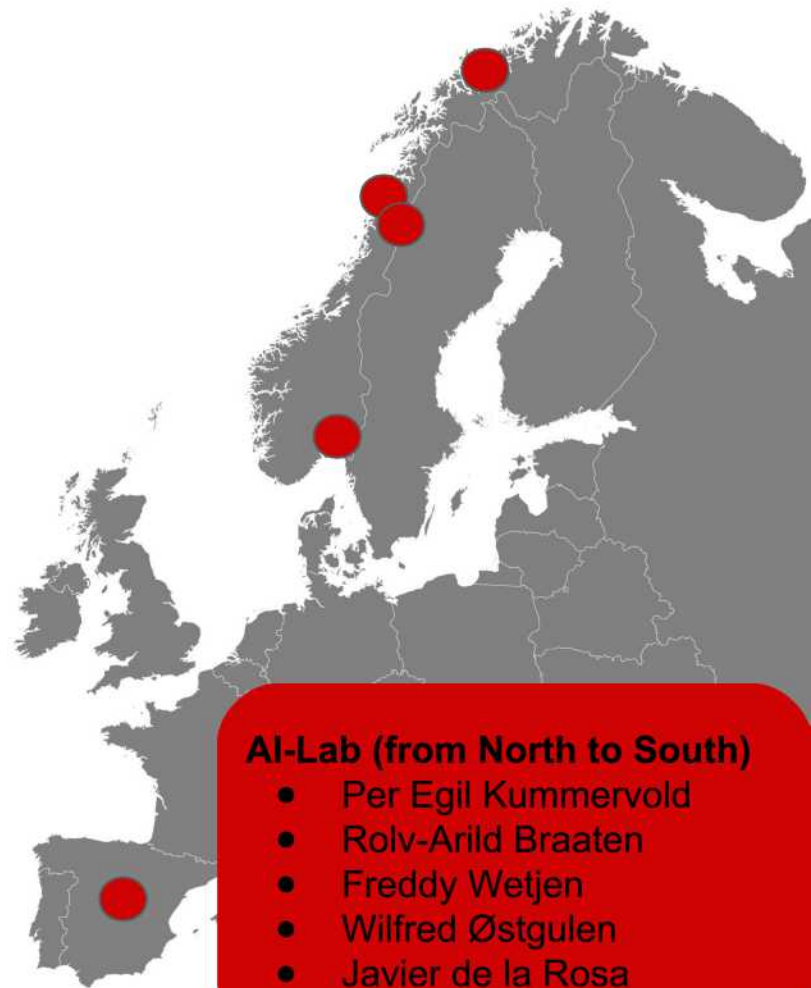 AI-Lab (from North to South)
● Per Egil Kummervold
● Rolv-Arild Braaten
● Freddy Wetjen
● Wilfred Østgulen
● Javier de la Rosa